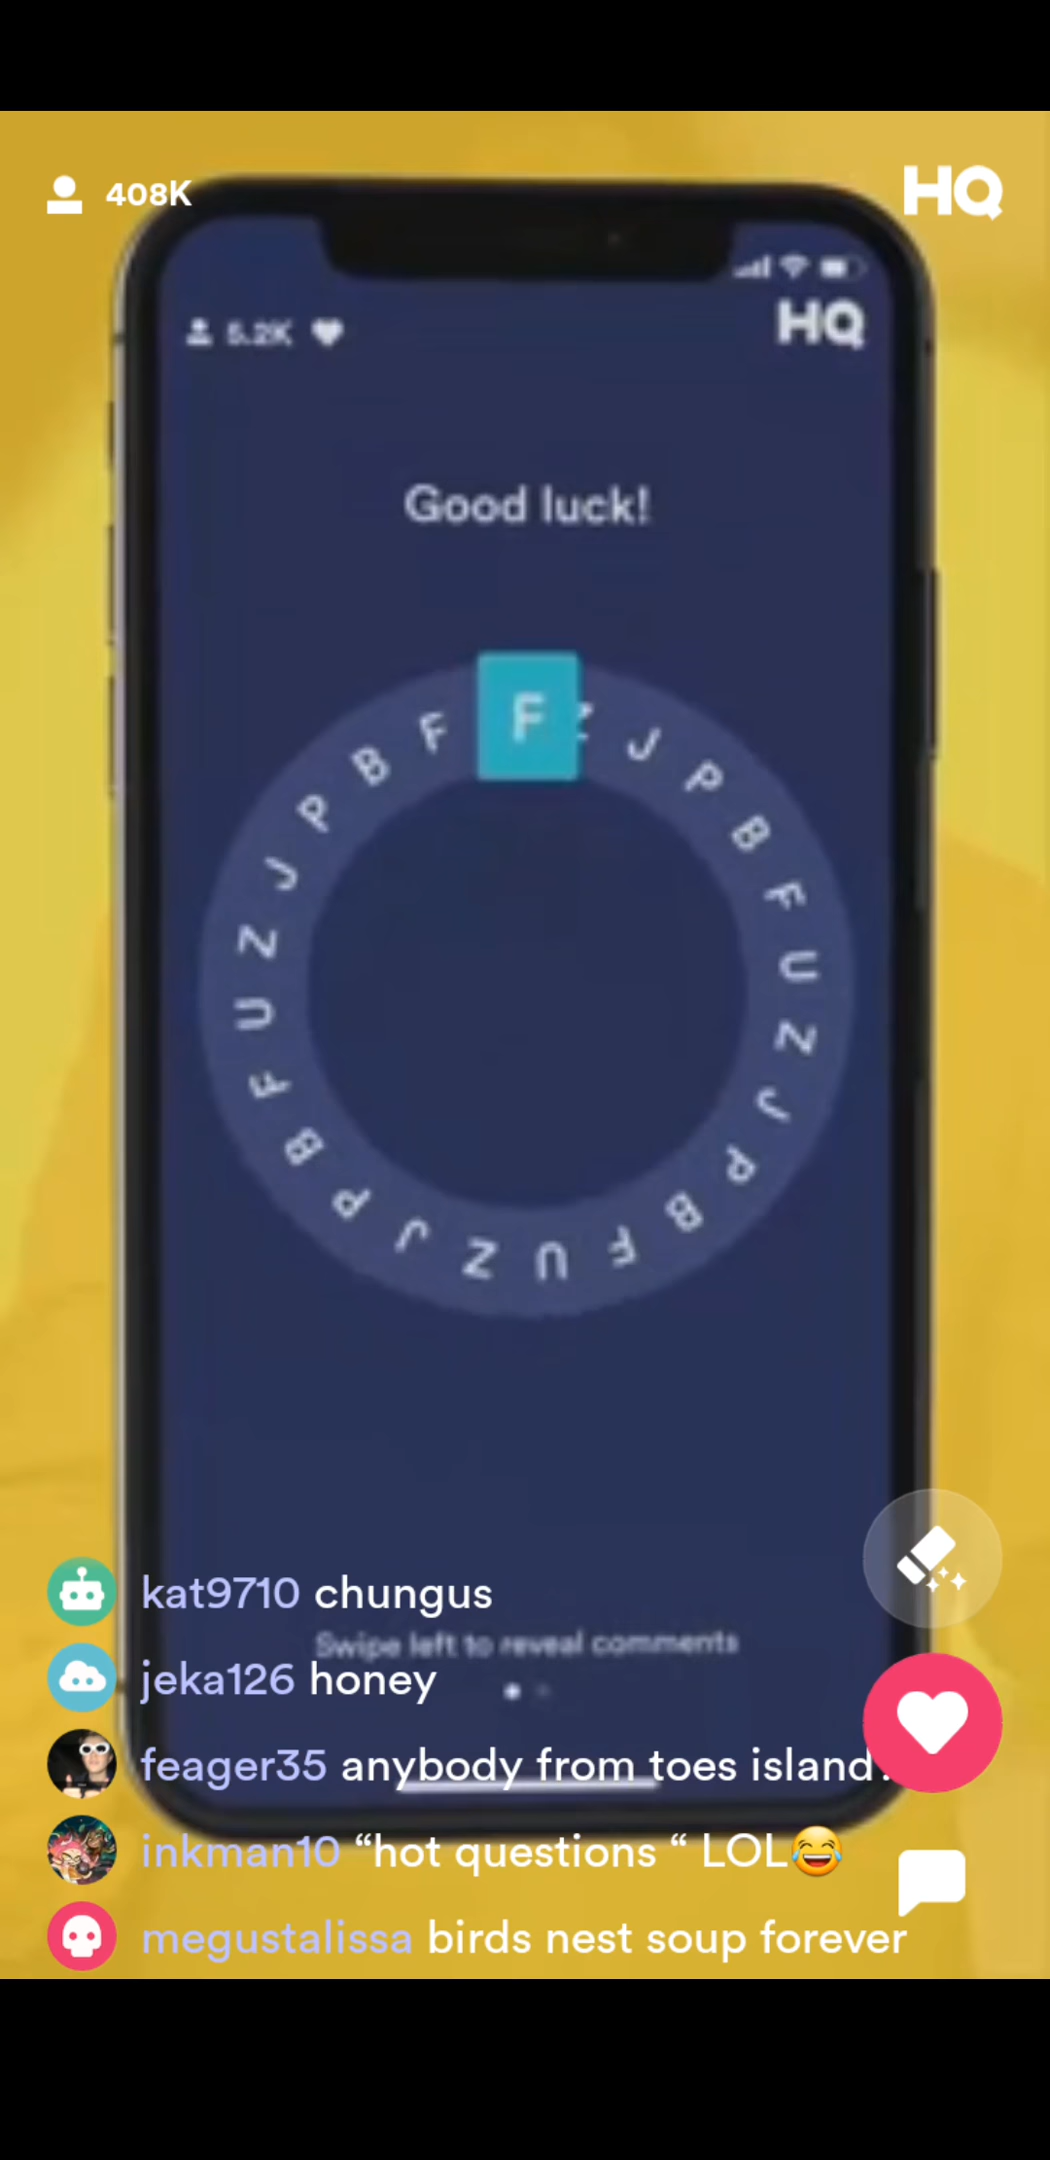 408K
HQ
5.2K
HQ
Good luck!
F
Z J P B F U Z J P B F U Z J P B F U Z J P B F
kat9710 chungus
Swipe left to reveal comments
jeka126 honey
feager35 anybody from toes island?
inkman10 “hot questions “ LOL😂
megustalissa birds nest soup forever